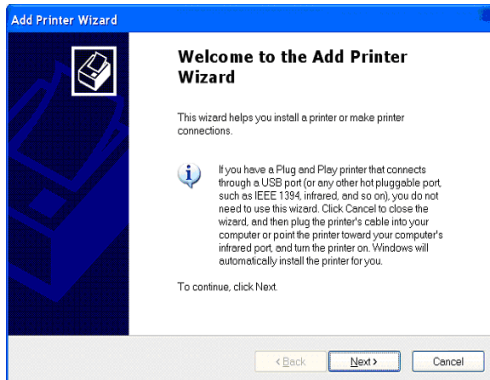 Add Printer Wizard
Welcome to the Add Printer
Wizard
This wizard helps you install a printer or make printer
connections.
If you have a Plug and Play printer that connects
through a USB port (or any other hot pluggable port,
such as IEEE 1394, infrared, and so on), you do not
need to use this wizard. Click Cancel to close the
wizard, and then plug the printer's cable into your
computer or point the printer toward your computer's
infrared port, and turn the printer on. Windows will
automatically install the printer for you.
To continue, click Next.
< Back Next > Cancel